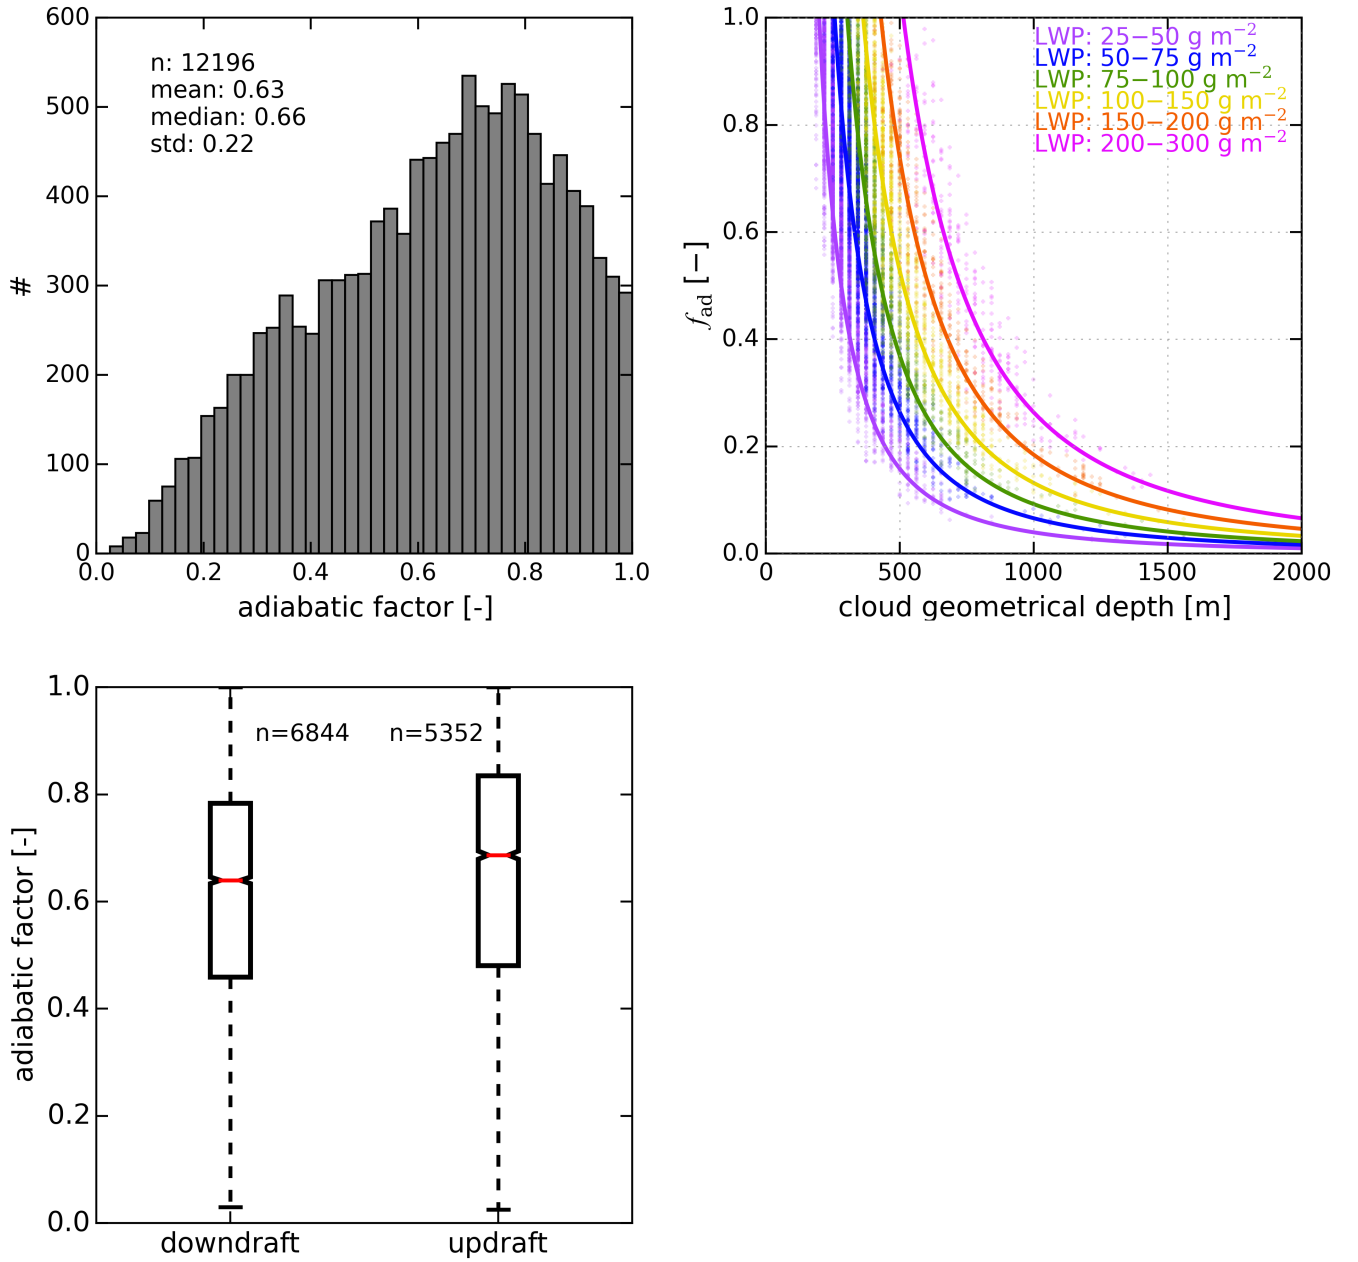 600
500
400
300
200
100
0
#
n: 12196
mean: 0.63
median: 0.66
std: 0.22
0.0 0.2 0.4 0.6 0.8 1.0
adiabatic factor [-]
1.0
0.8
0.6
0.4
0.2
0.0
f_ad [−]
LWP: 25−50 g m⁻²
LWP: 50−75 g m⁻²
LWP: 75−100 g m⁻²
LWP: 100−150 g m⁻²
LWP: 150−200 g m⁻²
LWP: 200−300 g m⁻²
0 500 1000 1500 2000
cloud geometrical depth [m]
1.0
0.8
0.6
0.4
0.2
0.0
adiabatic factor [-]
n=6844 n=5352
downdraft updraft